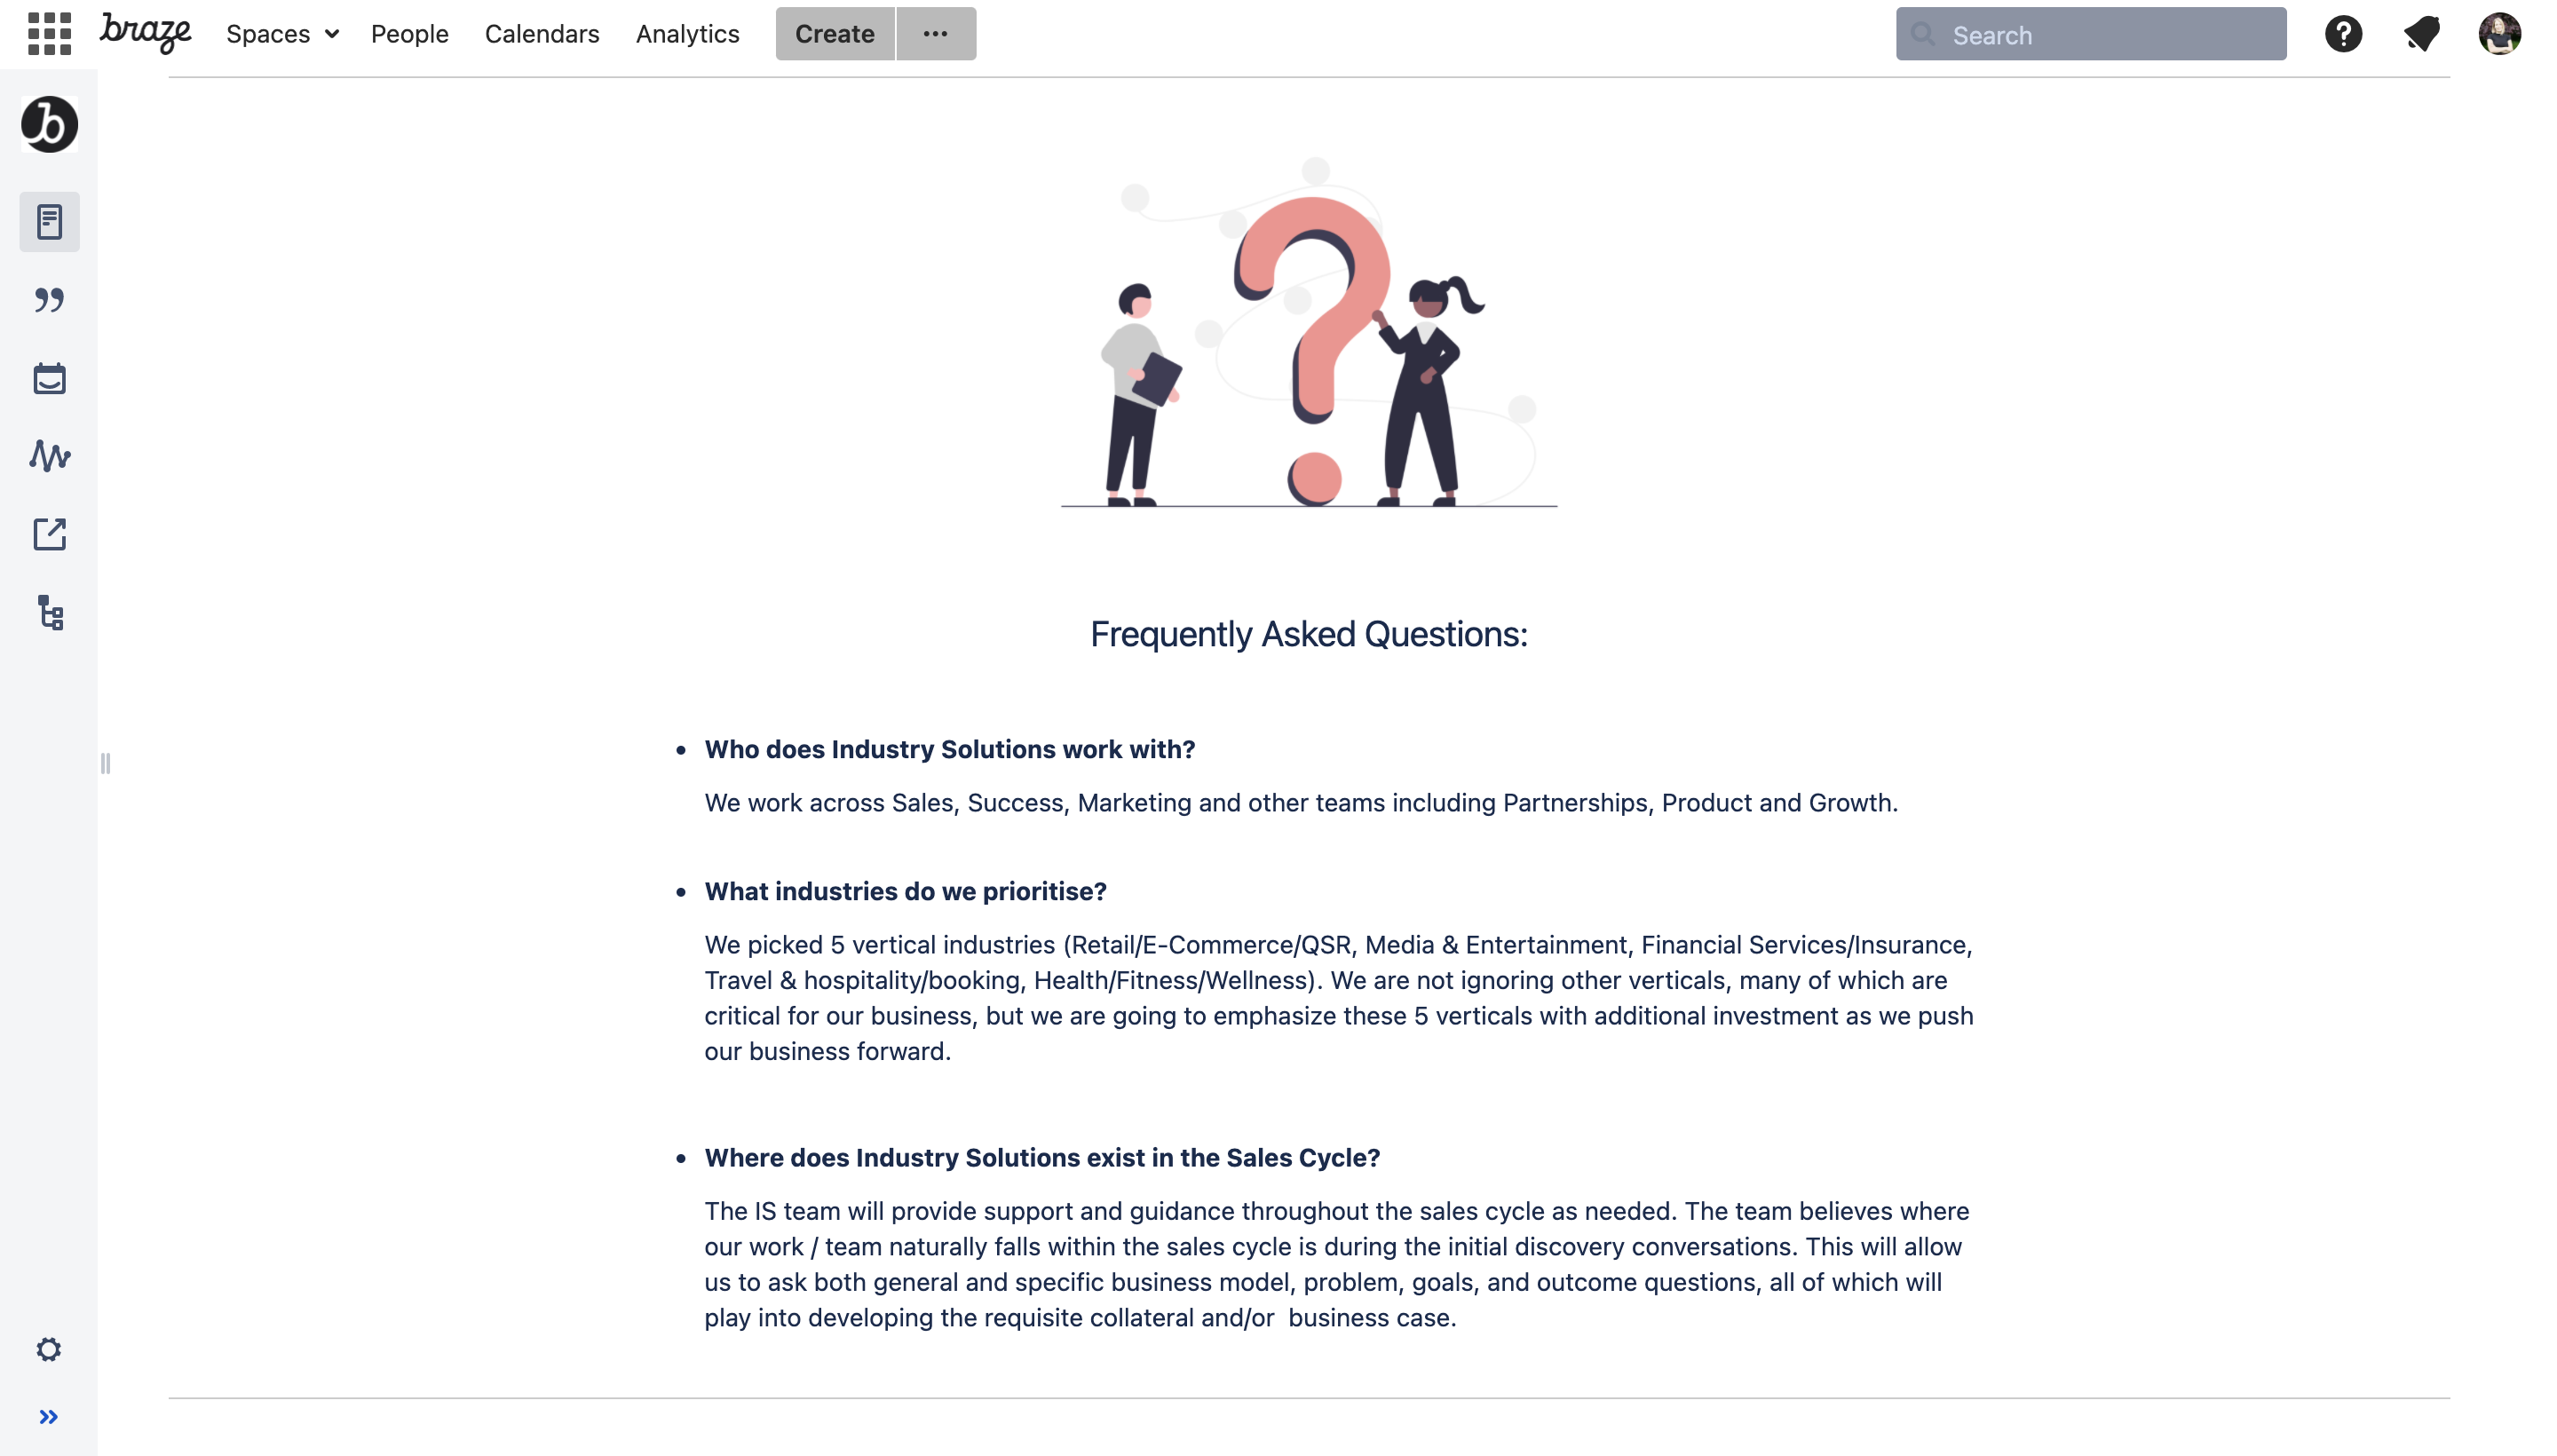 braze Spaces People Calendars Analytics Create ••• Search
Frequently Asked Questions:
• Who does Industry Solutions work with?
We work across Sales, Success, Marketing and other teams including Partnerships, Product and Growth.
• What industries do we prioritise?
We picked 5 vertical industries (Retail/E-Commerce/QSR, Media & Entertainment, Financial Services/Insurance,
Travel & hospitality/booking, Health/Fitness/Wellness). We are not ignoring other verticals, many of which are
critical for our business, but we are going to emphasize these 5 verticals with additional investment as we push
our business forward.
• Where does Industry Solutions exist in the Sales Cycle?
The IS team will provide support and guidance throughout the sales cycle as needed. The team believes where
our work / team naturally falls within the sales cycle is during the initial discovery conversations. This will allow
us to ask both general and specific business model, problem, goals, and outcome questions, all of which will
play into developing the requisite collateral and/or  business case.